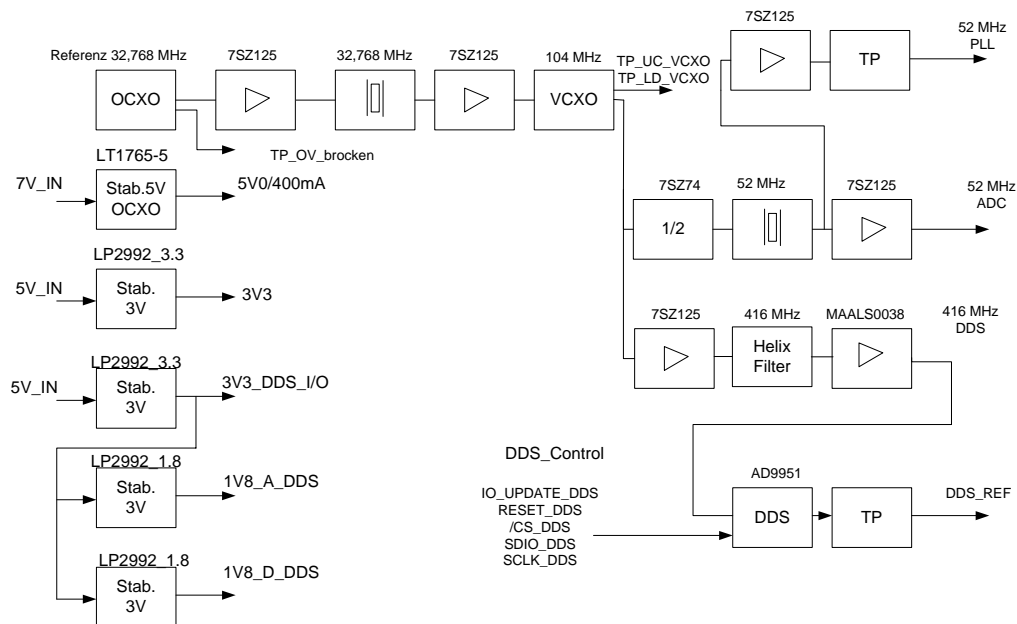 7SZ125
52 MHz
PLL
TP
Referenz 32,768 MHz
7SZ125
32,768 MHz
7SZ125
104 MHz
TP_UC_VCXO
TP_LD_VCXO
OCXO
VCXO
TP_OV_brocken
LT1765-5
7V_IN
Stab.5V
OCXO
5V0/400mA
7SZ74
52 MHz
7SZ125
52 MHz
ADC
1/2
LP2992_3.3
5V_IN
Stab.
3V
3V3
7SZ125
416 MHz
MAALS0038
416 MHz
DDS
Helix
Filter
LP2992_3.3
5V_IN
Stab.
3V
3V3_DDS_I/O
LP2992_1.8
Stab.
3V
1V8_A_DDS
DDS_Control
IO_UPDATE_DDS
RESET_DDS
/CS_DDS
SDIO_DDS
SCLK_DDS
AD9951
DDS
TP
DDS_REF
LP2992_1.8
Stab.
3V
1V8_D_DDS